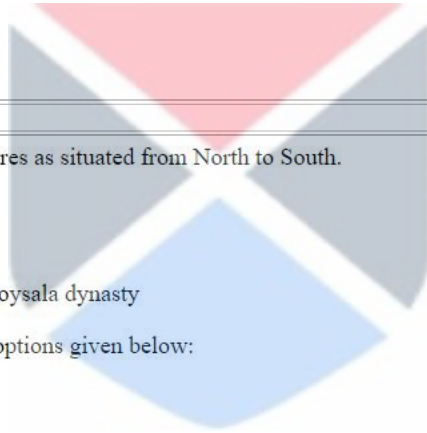 res as situated from North to South.
oysala dynasty
options given below: